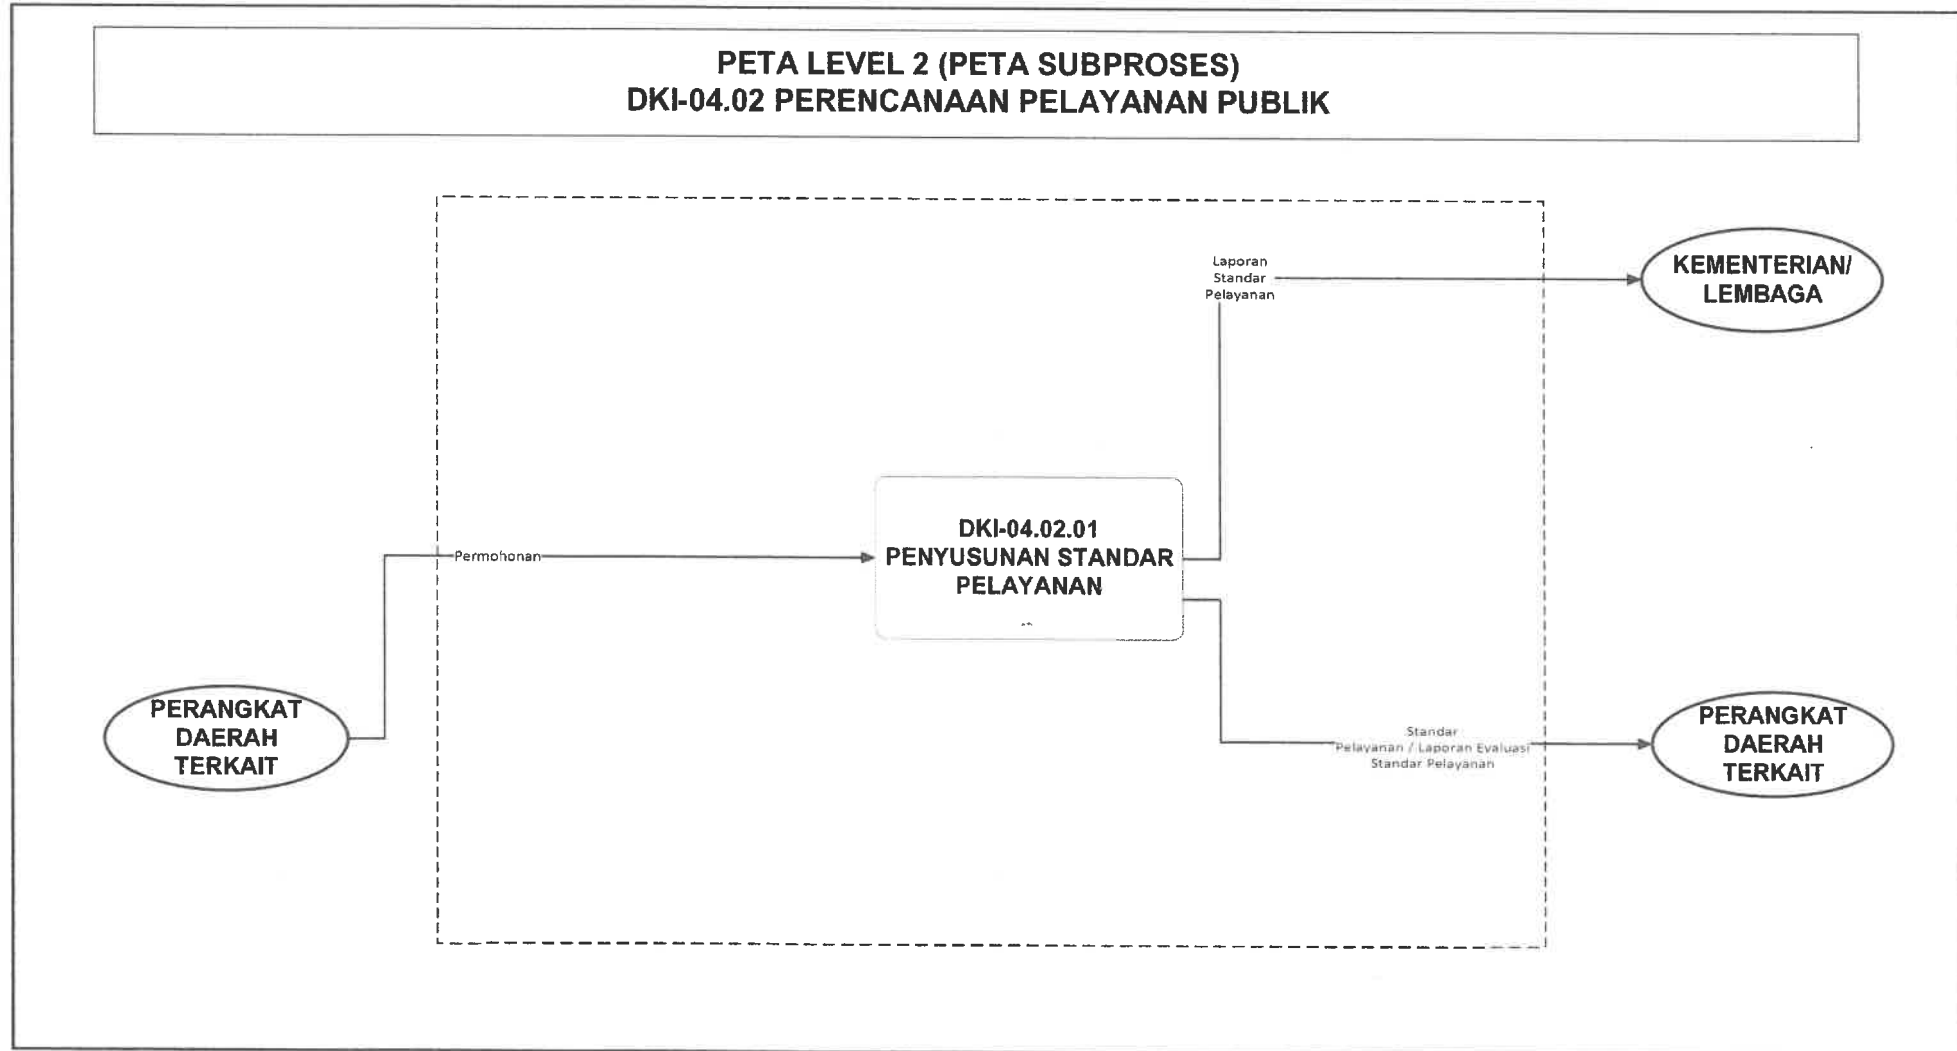 PETA LEVEL 2 (PETA SUBPROSES)
DKI-04.02 PERENCANAAN PELAYANAN PUBLIK
Laporan
Standar
Pelayanan
KEMENTERIAN/
LEMBAGA
Permohonan
DKI-04.02.01
PENYUSUNAN STANDAR
PELAYANAN
PERANGKAT
DAERAH
TERKAIT
Standar
Pelayanan / Laporan Evaluasi
Standar Pelayanan
PERANGKAT
DAERAH
TERKAIT